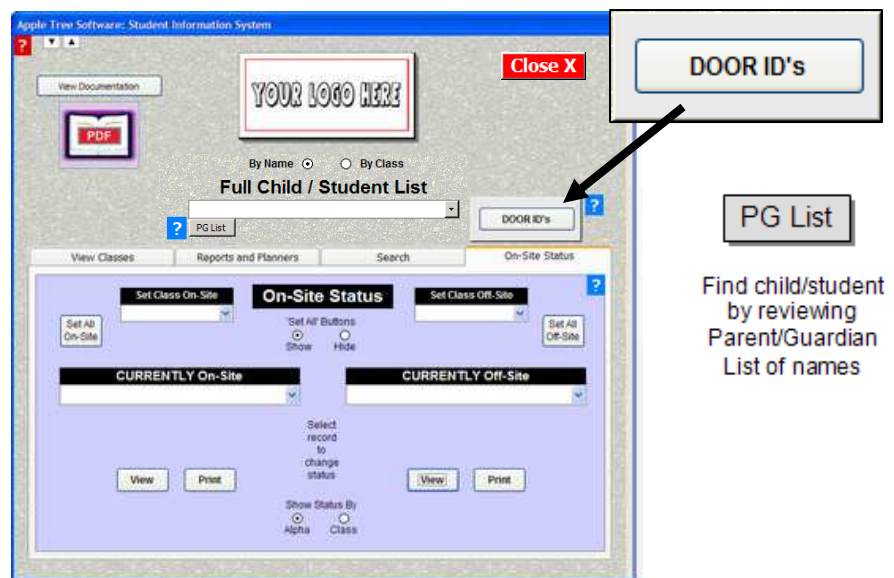 Apple Tree Software: Student Information System
?
View Documentation
PDF
YOUR LOGO HERE
Close X
DOOR ID's
By Name
By Class
Full Child / Student List
? PG List
DOOR ID's
?
PG List
Find child/student
by reviewing
Parent/Guardian
List of names
View Classes
Reports and Planners
Search
On-Site Status
?
Set All
On-Site
Set Class On-Site
On-Site Status
Set Class Off-Site
Set All
Off-Site
'Set All' Buttons
Show
Hide
CURRENTLY On-Site
CURRENTLY Off-Site
Select
record
to
change
status
View
Print
View
Print
Show Status By
Alpha
Class